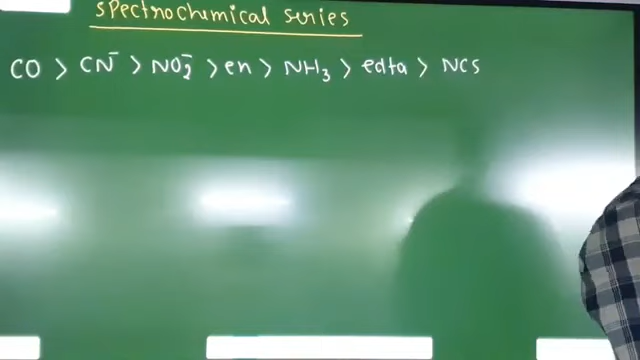 spectrochemical series
CO > CN⁻ > NO₂⁻ > en > NH₃ > edta > NCS